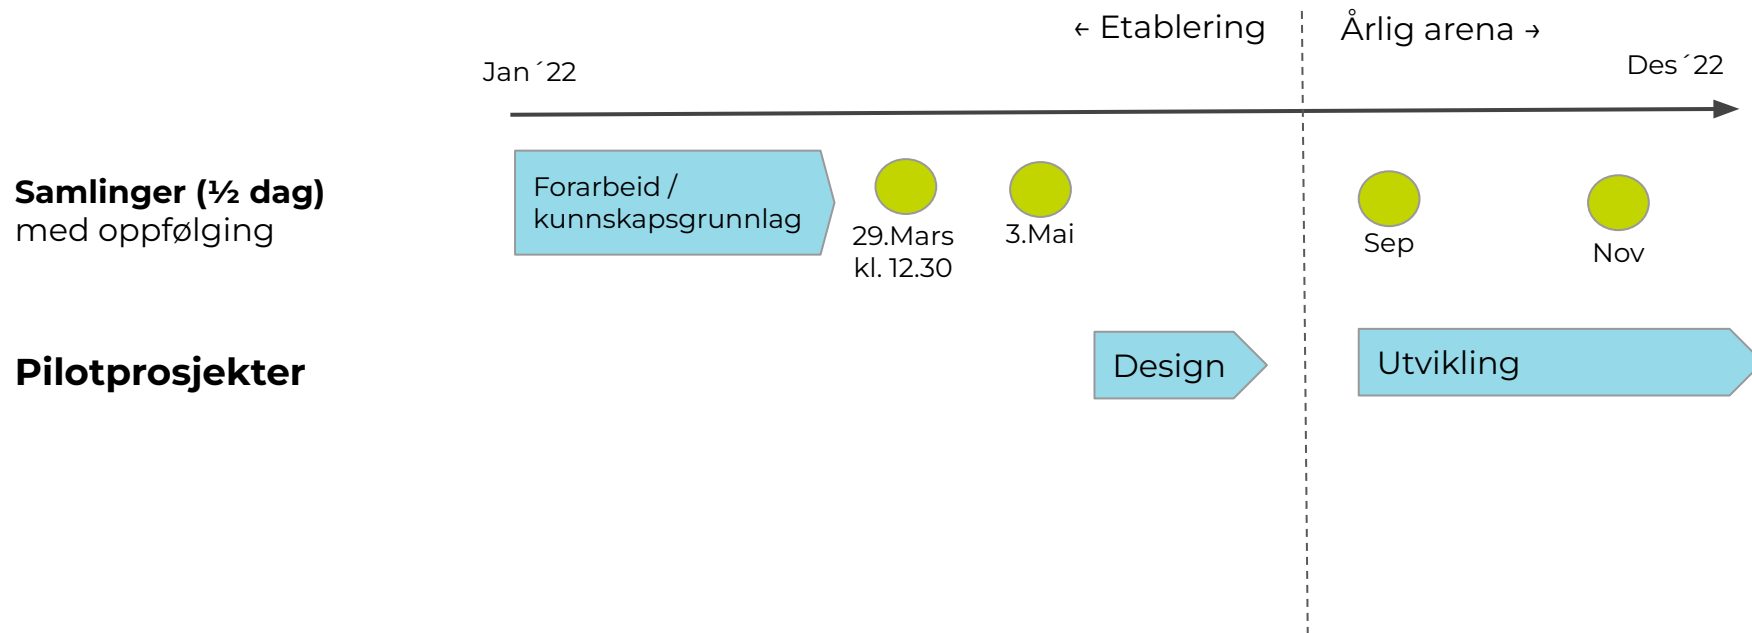 ← Etablering
Årlig arena →
Jan ´22
Des ´22
Samlinger (½ dag)
med oppfølging
Forarbeid /
kunnskapsgrunnlag
29.Mars
kl. 12.30
3.Mai
Sep
Nov
Pilotprosjekter
Design
Utvikling